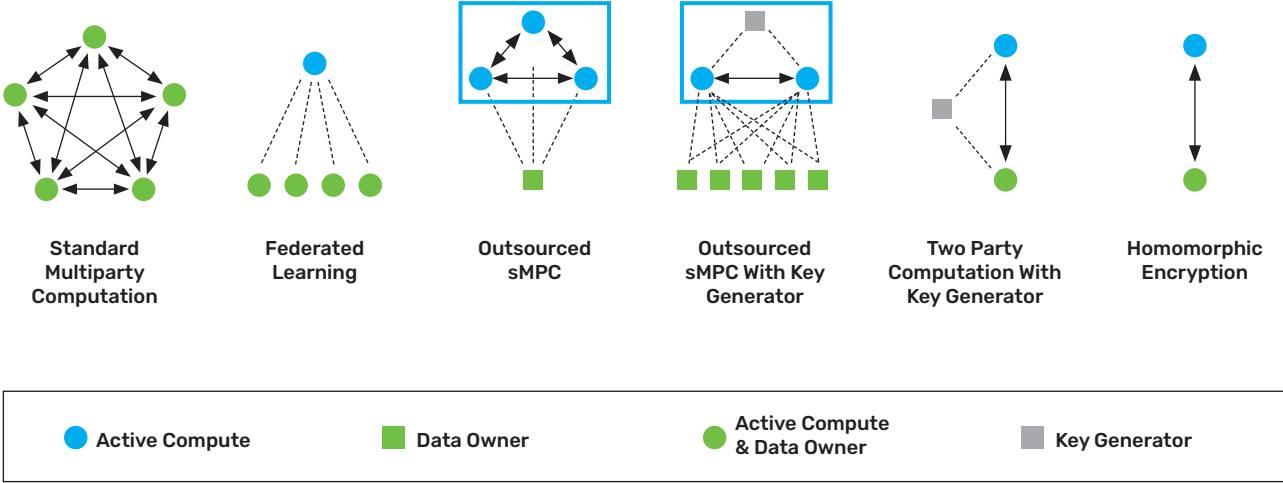 Standard
Multiparty
Computation
Federated
Learning
Outsourced
sMPC
Outsourced
sMPC With Key
Generator
Two Party
Computation With
Key Generator
Homomorphic
Encryption
Active Compute
Data Owner
Active Compute
& Data Owner
Key Generator